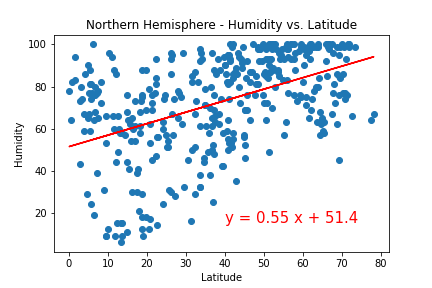 Northern Hemisphere - Humidity vs. Latitude
100
80
60
40
20
Humidity
y = 0.55 x + 51.4
0 10 20 30 40 50 60 70 80
Latitude